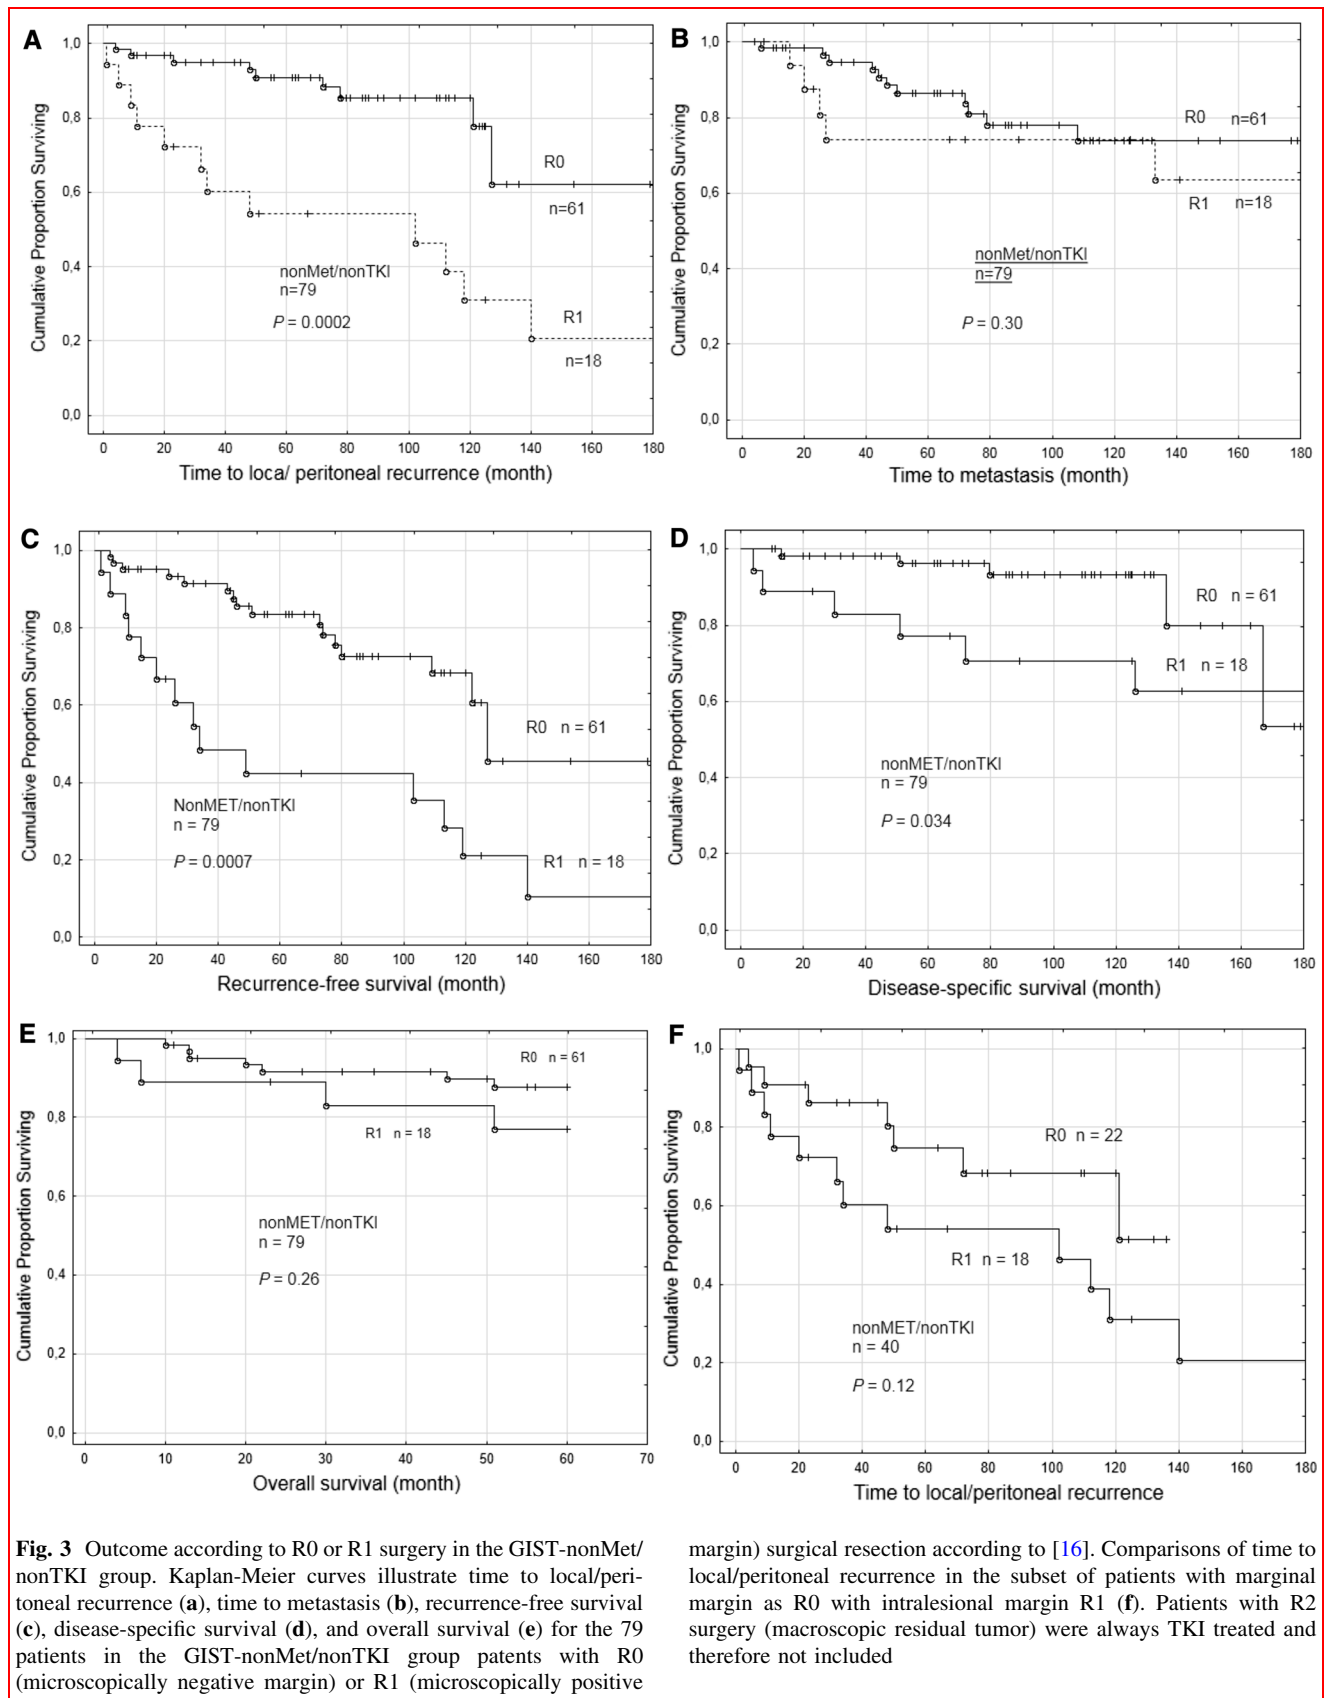 A
1,0
0,8
0,6
0,4
0,2
0,0
Cumulative Proportion Surviving
R0
n=61
nonMet/nonTKI
n=79
P = 0.0002
R1
n=18
0 20 40 60 80 100 120 140 160 180
Time to loca/ peritoneal recurrence (month)
B
1,0
0,8
0,6
0,4
0,2
0,0
Cumulative Proportion Surviving
R0 n=61
R1 n=18
nonMet/nonTKI
n=79
P = 0.30
0 20 40 60 80 100 120 140 160 180
Time to metastasis (month)
C
1,0
0,8
0,6
0,4
0,2
0,0
Cumulative Proportion Surviving
R0 n = 61
NonMET/nonTKI
n = 79
P = 0.0007
R1 n = 18
0 20 40 60 80 100 120 140 160 180
Recurrence-free survival (month)
D
1,0
0,8
0,6
0,4
0,2
0,0
Cumulative Proportion Surviving
R0 n = 61
R1 n = 18
nonMET/nonTKI
n = 79
P = 0.034
0 20 40 60 80 100 120 140 160 180
Disease-specific survival (month)
E
1,0
0,8
0,6
0,4
0,2
0,0
Cumulative Proportion Surviving
R0 n = 61
R1 n = 18
nonMET/nonTKI
n = 79
P = 0.26
0 10 20 30 40 50 60 70
Overall survival (month)
F
1,0
0,8
0,6
0,4
0,2
0,0
Cumulative Proportion Surviving
R0 n = 22
R1 n = 18
nonMET/nonTKI
n = 40
P = 0.12
0 20 40 60 80 100 120 140 160 180
Time to local/peritoneal recurrence
Fig. 3 Outcome according to R0 or R1 surgery in the GIST-nonMet/
nonTKI group. Kaplan-Meier curves illustrate time to local/peri-
toneal recurrence (a), time to metastasis (b), recurrence-free survival
(c), disease-specific survival (d), and overall survival (e) for the 79
patients in the GIST-nonMet/nonTKI group patents with R0
(microscopically negative margin) or R1 (microscopically positive
margin) surgical resection according to [16]. Comparisons of time to
local/peritoneal recurrence in the subset of patients with marginal
margin as R0 with intralesional margin R1 (f). Patients with R2
surgery (macroscopic residual tumor) were always TKI treated and
therefore not included